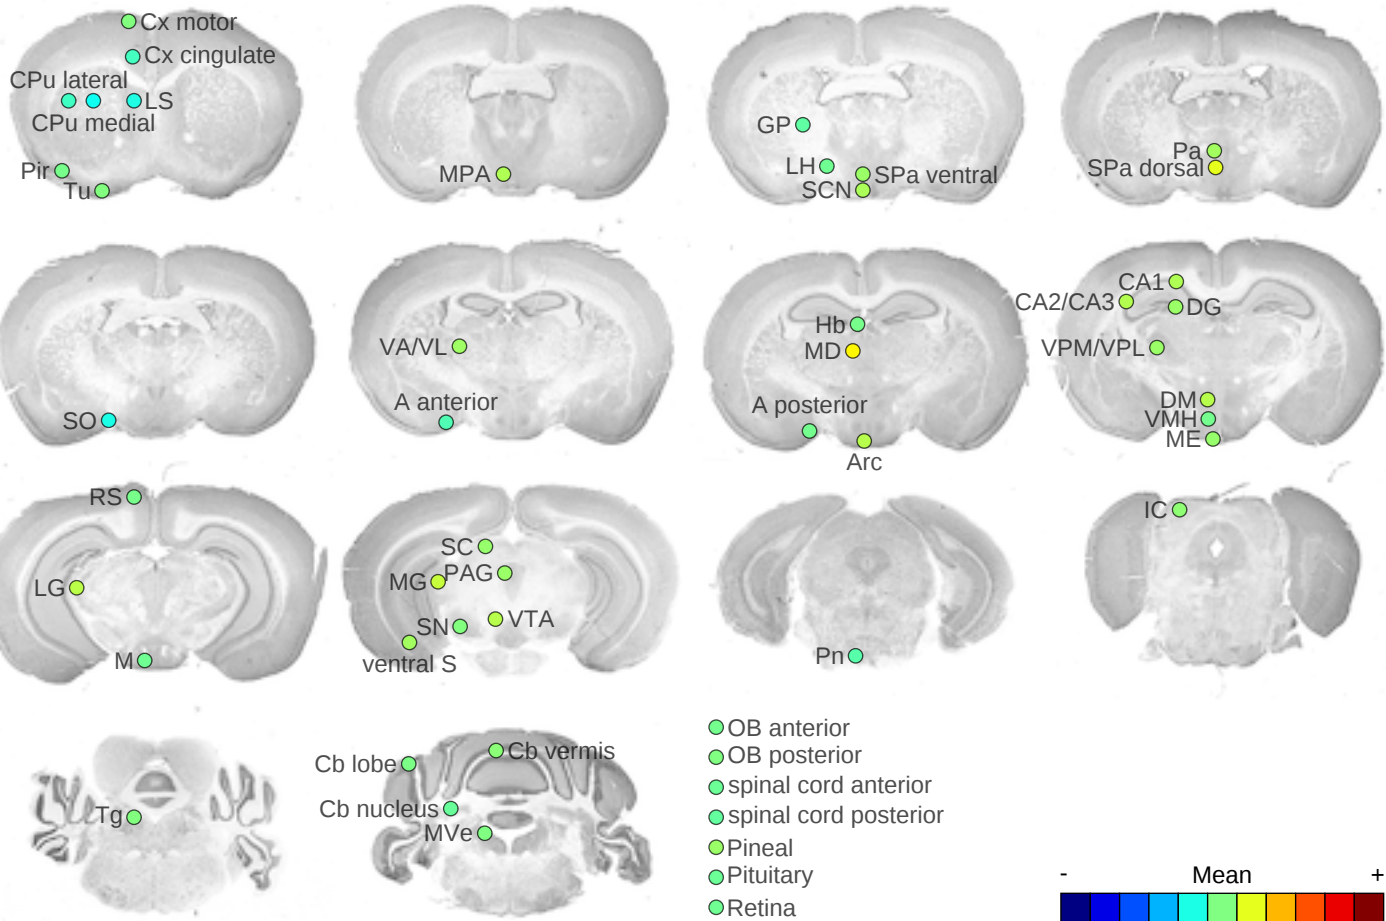 Cx motor
Cx cingulate
CPu lateral
LS
CPu medial
Pir
Tu
MPA
GP
LH
SPa ventral
SCN
Pa
SPa dorsal
SO
VA/VL
A anterior
Hb
MD
A posterior
Arc
CA1
CA2/CA3
DG
VPM/VPL
DM
VMH
ME
RS
LG
M
SC
PAG
MG
VTA
SN
ventral S
Pn
IC
Tg
Cb vermis
Cb lobe
Cb nucleus
MVe
OB anterior
OB posterior
spinal cord anterior
spinal cord posterior
Pineal
Pituitary
Retina
- Mean +